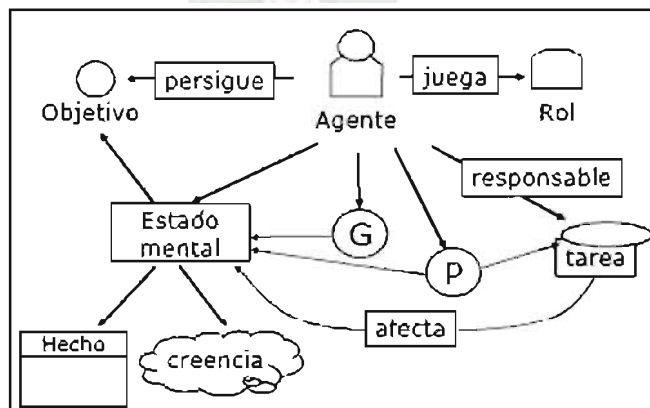 persigue
juega
Objetivo
Agente
Rol
responsable
Estado
mental
G
P
tarea
afecta
Hecho
creencia